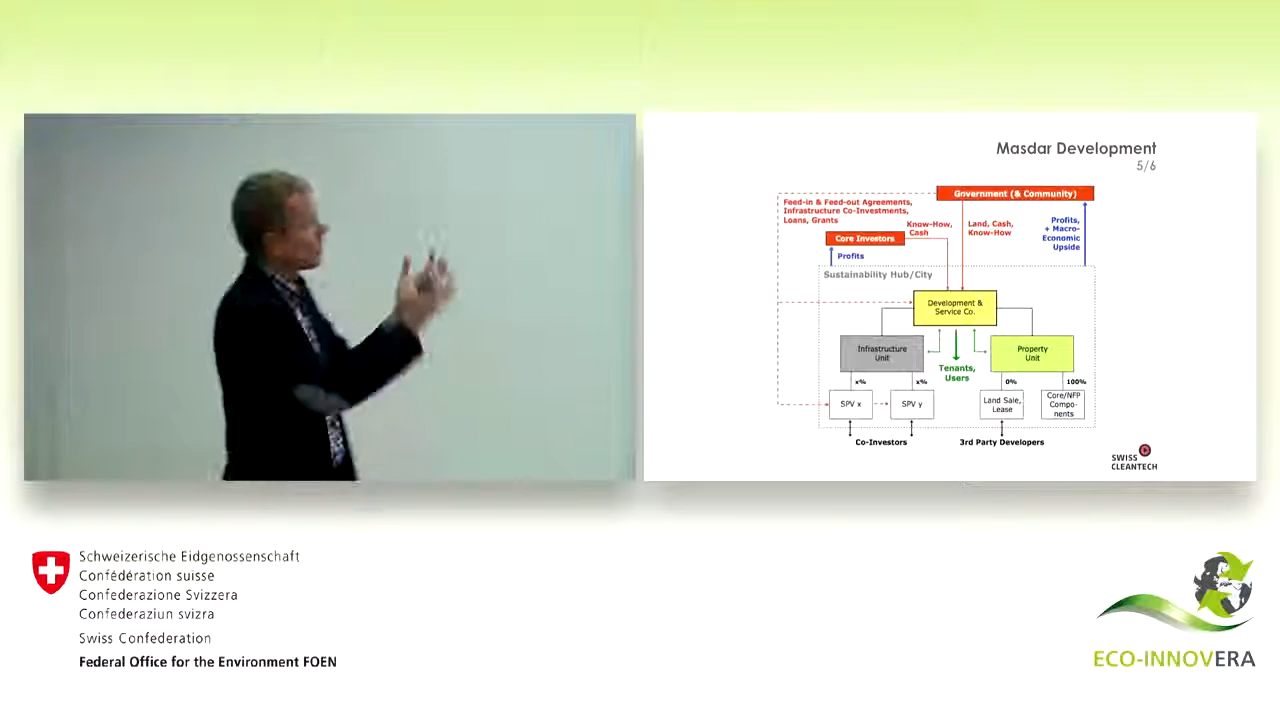 Masdar Development
5/6
Government (& Community)
Feed-in & Feed-out Agreements,
Infrastructure Co-Investments,
Loans, Grants
Know-How,
Cash
Land, Cash,
Know-How
Profits,
+ Macro-
Economic
Upside
Core Investors
Profits
Sustainability Hub/City
Development &
Service Co.
Infrastructure
Unit
Property
Unit
Tenants,
Users
x%
x%
0%
100%
SPV x
SPV y
Land Sale,
Lease
Core/NFP
Compo-
nents
Co-Investors
3rd Party Developers
SWISS
CLEANTECH
Schweizerische Eidgenossenschaft
Confédération suisse
Confederazione Svizzera
Confederaziun svizra
Swiss Confederation
Federal Office for the Environment FOEN
ECO-INNOVERA